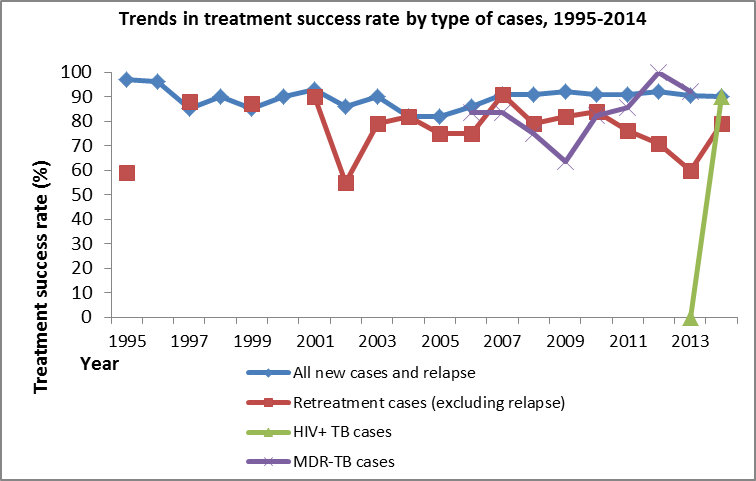 Trends in treatment success rate by type of cases, 1995-2014
Treatment success rate (%)
100
90
80
70
60
50
40
30
20
10
0
1995 1997 1999 2001 2003 2005 2007 2009 2011 2013
Year
All new cases and relapse
Retreatment cases (excluding relapse)
HIV+ TB cases
MDR-TB cases